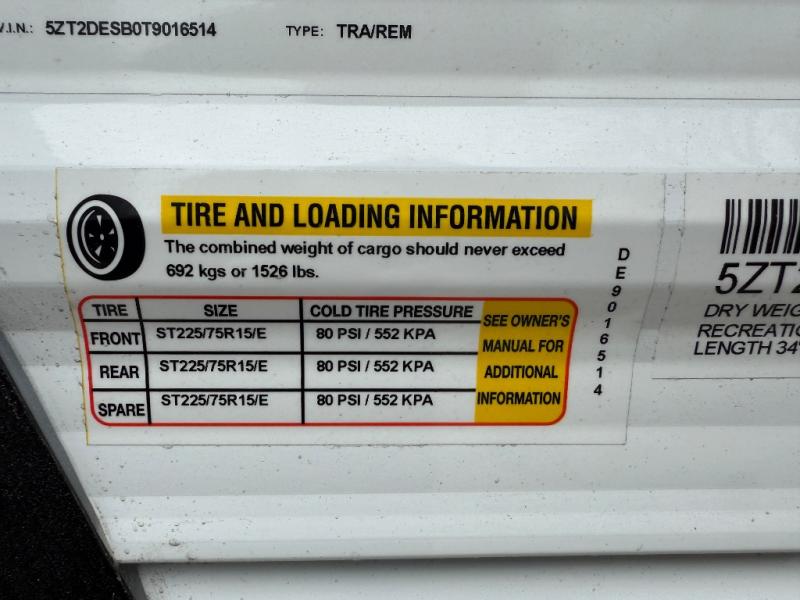 V.I.N.: 5ZT2DESB0T9016514 TYPE: TRA/REM
TIRE AND LOADING INFORMATION
The combined weight of cargo should never exceed
692 kgs or 1526 lbs.
TIRE SIZE COLD TIRE PRESSURE
FRONT ST225/75R15/E 80 PSI / 552 KPA
REAR ST225/75R15/E 80 PSI / 552 KPA
SPARE ST225/75R15/E 80 PSI / 552 KPA
SEE OWNER'S
MANUAL FOR
ADDITIONAL
INFORMATION
DE9016514
5ZT2
DRY WEIG
RECREATIO
LENGTH 34'